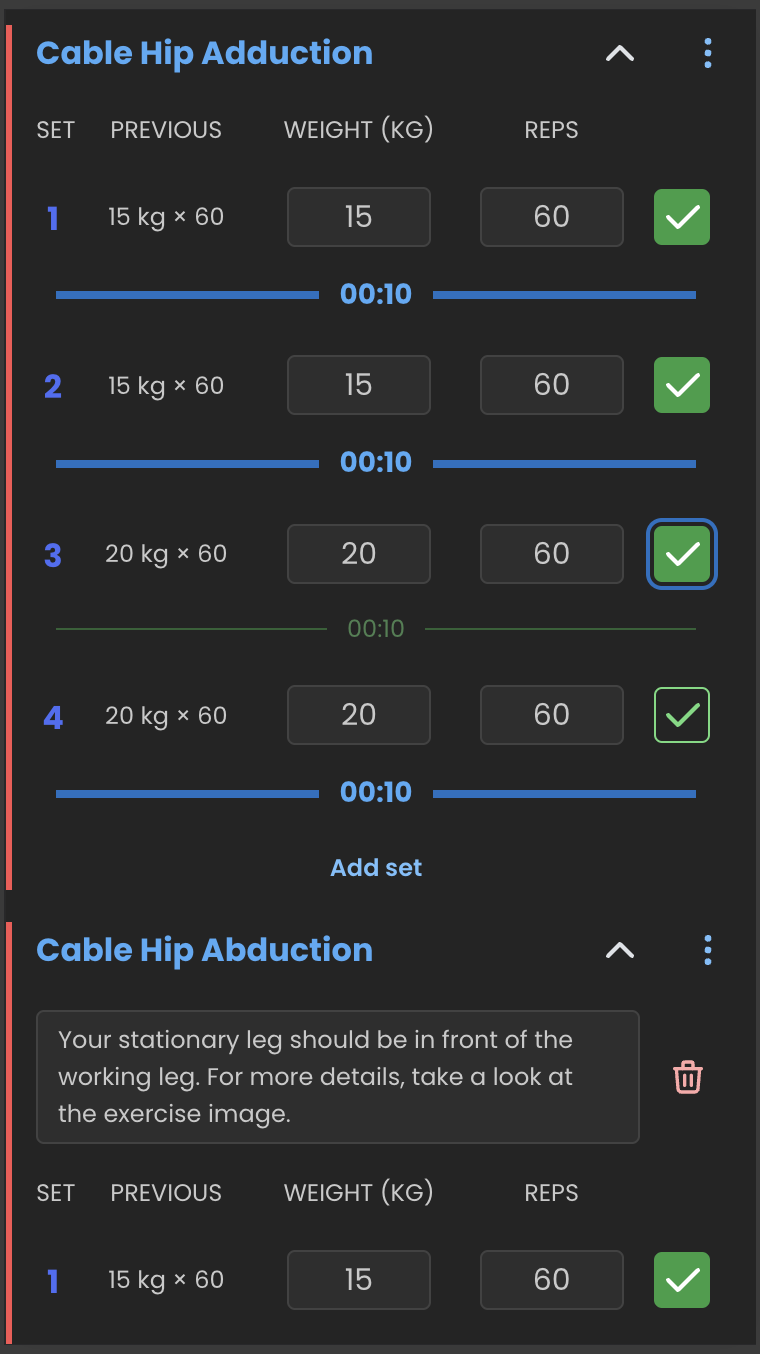 Cable Hip Adduction
SET PREVIOUS WEIGHT (KG) REPS
1 15 kg × 60 15 60
00:10
2 15 kg × 60 15 60
00:10
3 20 kg × 60 20 60
00:10
4 20 kg × 60 20 60
00:10
Add set
Cable Hip Abduction
Your stationary leg should be in front of the
working leg. For more details, take a look at
the exercise image.
SET PREVIOUS WEIGHT (KG) REPS
1 15 kg × 60 15 60